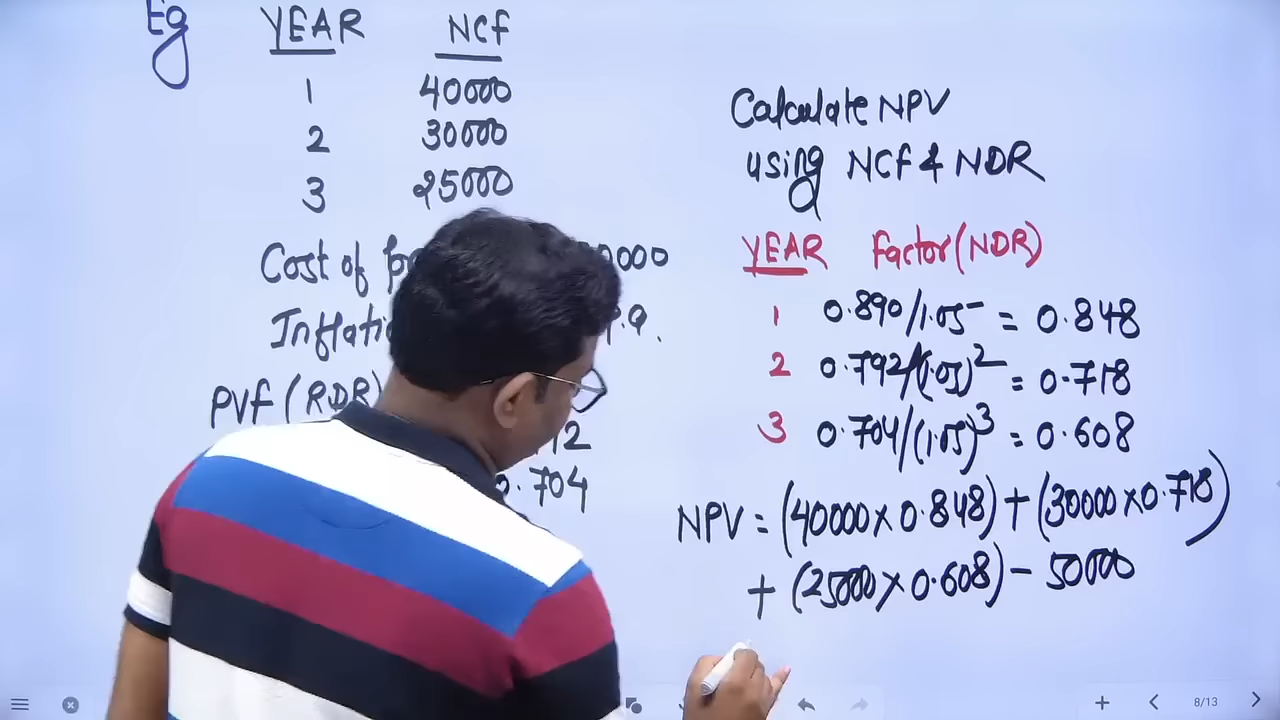 Eg
YEAR NCf
1 40000
2 30000
3 25000
Cost of
Inflati
PVf (RDR)
0.704
Calculate NPV
using NCf & NDR
YEAR factor (NDR)
1 0.890/1.05 = 0.848
2 0.792/(1.05)2 = 0.718
3 0.704/(1.05)3 = 0.608
NPV = (40000 x 0.848) + (30000 x 0.718)
+ (25000 x 0.608) - 50000
8/13